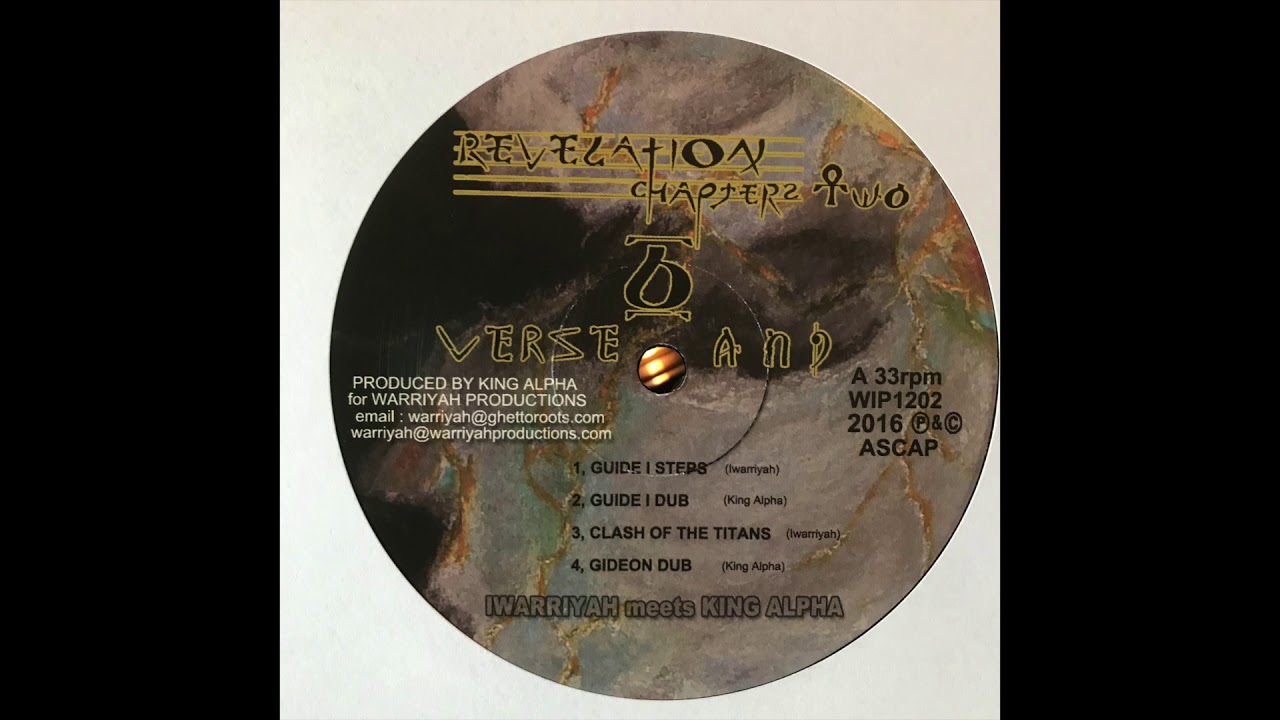 REVELATION
CHAPTERS TWO
6
VERSE AND
PRODUCED BY KING ALPHA
for WARRIYAH PRODUCTIONS
email : warriyah@ghettoroots.com
warriyah@warriyahproductions.com
A 33rpm
WIP1202
2016 Ⓟ&©
ASCAP
1, GUIDE I STEPS (Iwarriyah)
2, GUIDE I DUB (King Alpha)
3, CLASH OF THE TITANS (Iwarriyah)
4, GIDEON DUB (King Alpha)
IWARRIYAH meets KING ALPHA